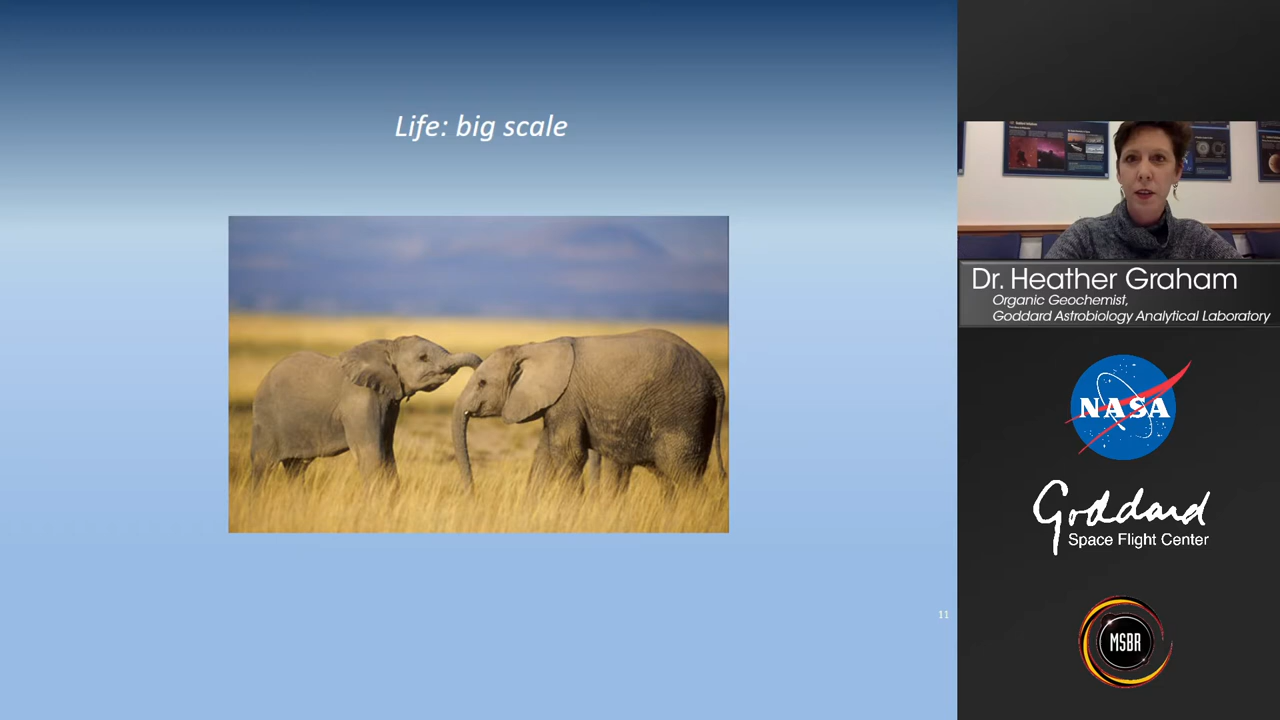 Life: big scale
11
Dr. Heather Graham
Organic Geochemist,
Goddard Astrobiology Analytical Laboratory
NASA
Goddard
Space Flight Center
MSBR